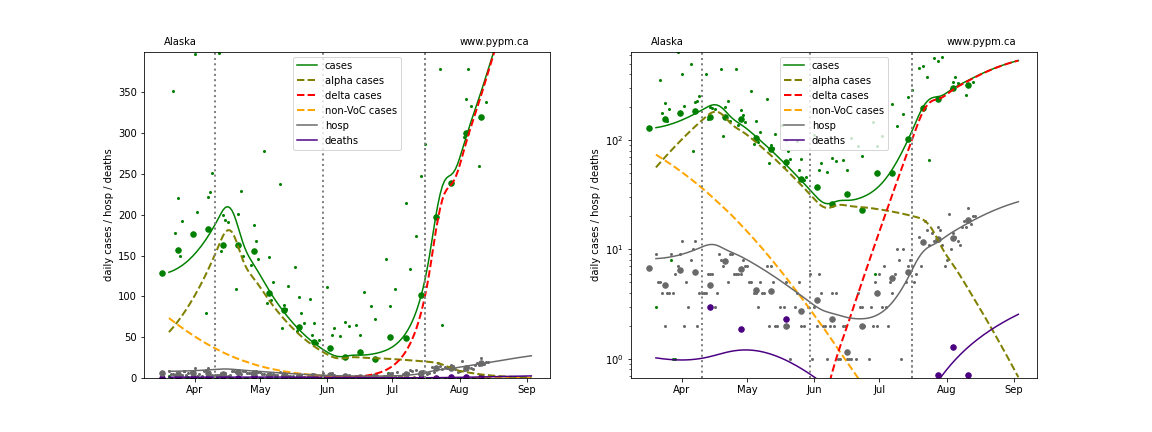 Alaska
www.pypm.ca
daily cases / hosp / deaths
350
300
250
200
150
100
50
0
cases
alpha cases
delta cases
non-VoC cases
hosp
deaths
Apr
May
Jun
Jul
Aug
Sep
Alaska
www.pypm.ca
daily cases / hosp / deaths
10²
10¹
10⁰
cases
alpha cases
delta cases
non-VoC cases
hosp
deaths
Apr
May
Jun
Jul
Aug
Sep